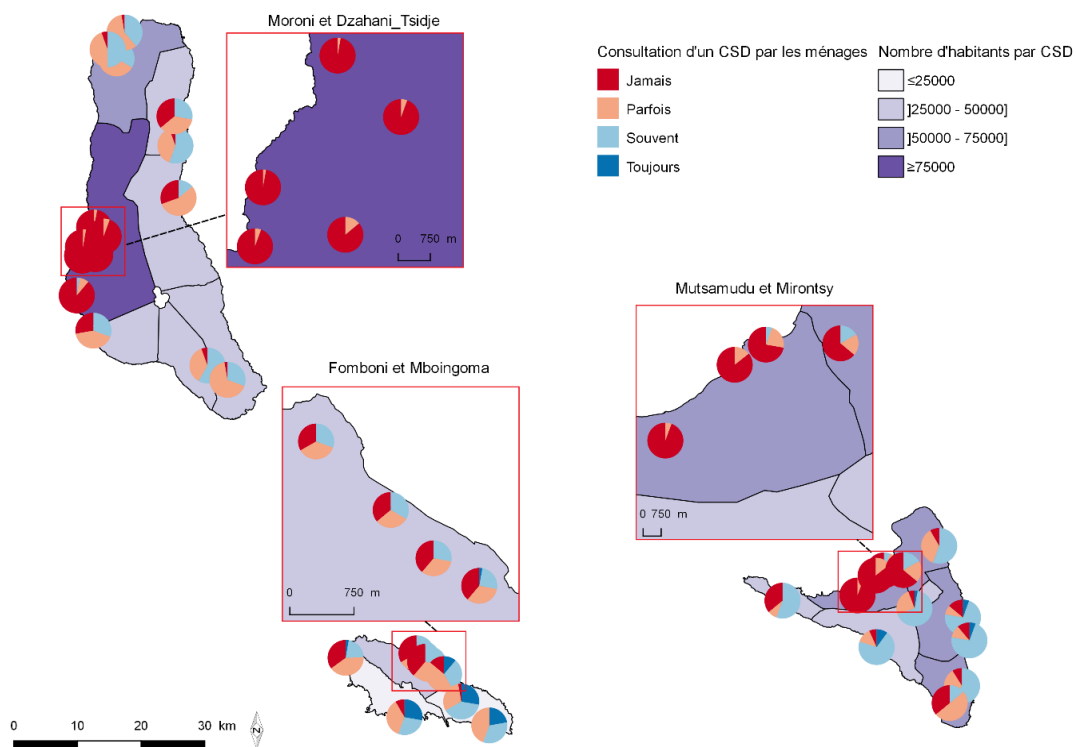 Moroni et Dzahani_Tsidje
Consultation d'un CSD par les ménages
Jamais
Parfois
Souvent
Toujours
Nombre d'habitants par CSD
≤25000
]25000 - 50000]
]50000 - 75000]
≥75000
0 750 m
Mutsamudu et Mirontsy
Fomboni et Mboingoma
0 750 m
0 750 m
0 10 20 30 km
N